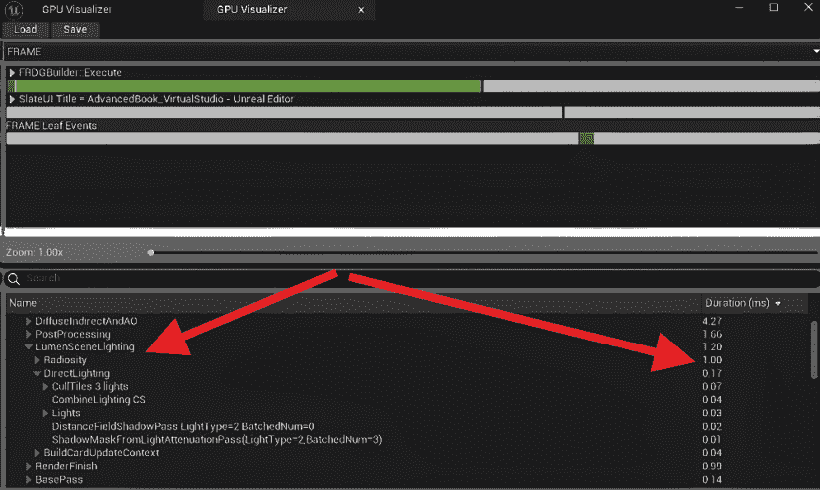 GPU Visualizer GPU Visualizer
Load Save
FRAME
FRDGBuilder::Execute
SlateUI Title = AdvancedBook_VirtualStudio - Unreal Editor
FRAME Leaf Events
Zoom: 1.00x
Search
Name Duration (ms)
DiffuseIndirectAndAO 4.27
PostProcessing 1.66
LumenSceneLighting 1.20
Radiosity 1.00
DirectLighting 0.17
CullTiles 3 lights 0.07
CombineLighting CS 0.04
Lights 0.03
DistanceFieldShadowPass LightType=2 BatchedNum=0 0.02
ShadowMaskFromLightAttenuationPass(LightType=2,BatchedNum=3) 0.01
BuildCardUpdateContext 0.04
RenderFinish 0.99
BasePass 0.14